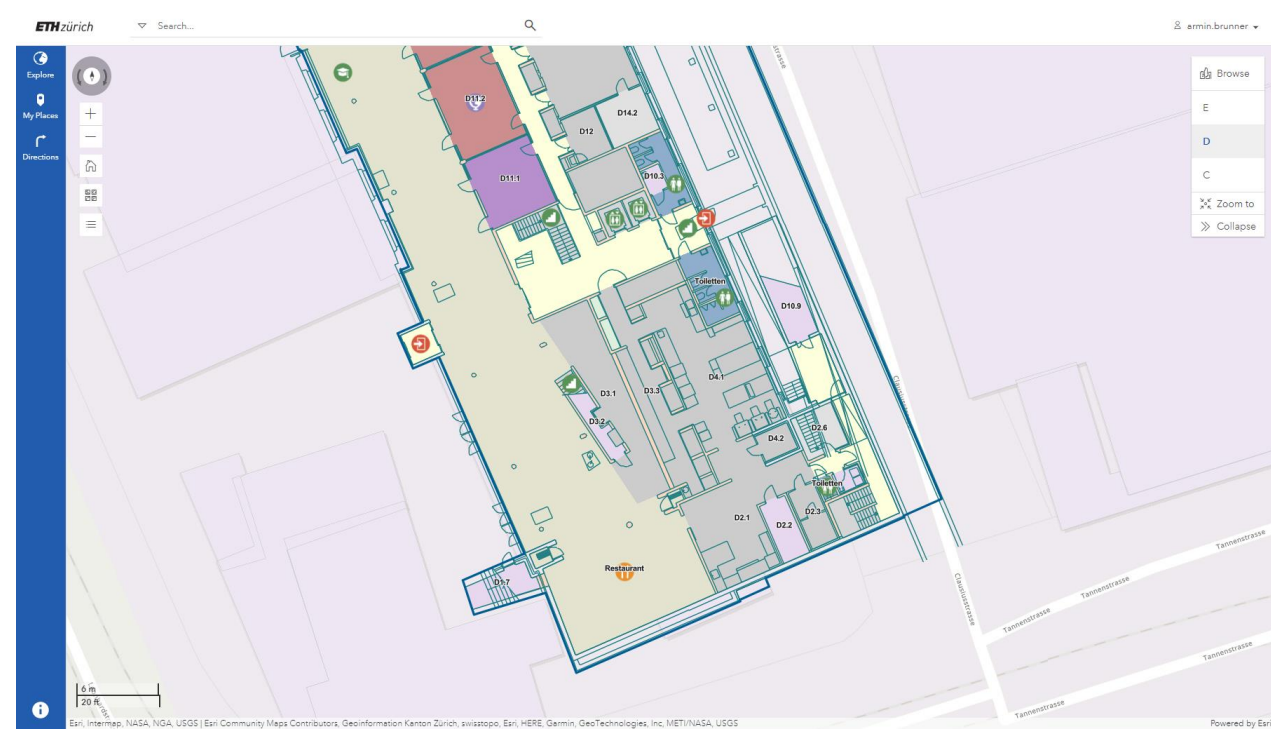 ETH zürich
Search...
armin.brunner
Explore
My Places
Directions
Browse
E
D
C
Zoom to
Collapse
D11.2
D12
D14.2
D11.1
D10.3
Toiletten
D10.9
D3.1
D3.3
D4.1
D3.2
D4.2
D2.6
Toiletten
D2.1
D2.2
D2.3
Restaurant
D1.7
Clausiusstrasse
Tannenstrasse
Tannenstrasse
Tannenstrasse
Tannenstrasse
Tannenstrasse
6 m
20 ft
Esri, Intermap, NASA, NGA, USGS | Esri Community Maps Contributors, Geoinformation Kanton Zürich, swisstopo, Esri, HERE, Garmin, GeoTechnologies, Inc, METI/NASA, USGS
Powered by Esri